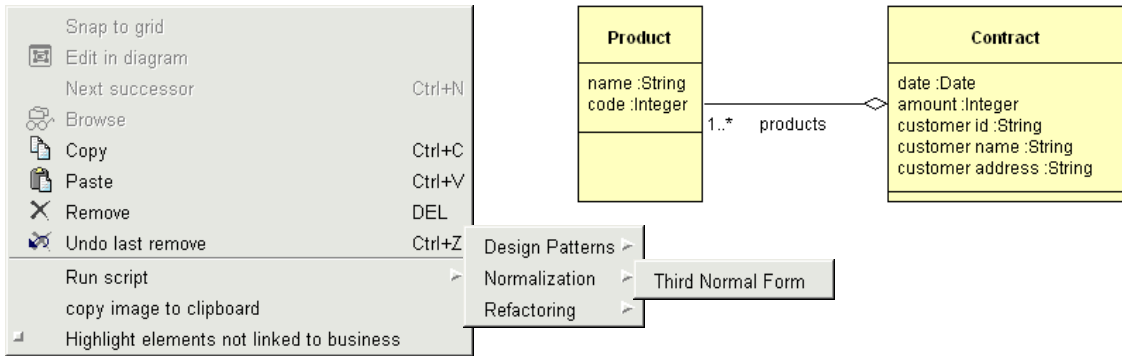 Snap to grid
Edit in diagram
Next successor Ctrl+N
Browse
Copy Ctrl+C
Paste Ctrl+V
Remove DEL
Undo last remove Ctrl+Z
Run script
copy image to clipboard
Highlight elements not linked to business
Design Patterns
Normalization
Refactoring
Third Normal Form
Product
name :String
code :Integer
1..* products
Contract
date :Date
amount :Integer
customer id :String
customer name :String
customer address :String